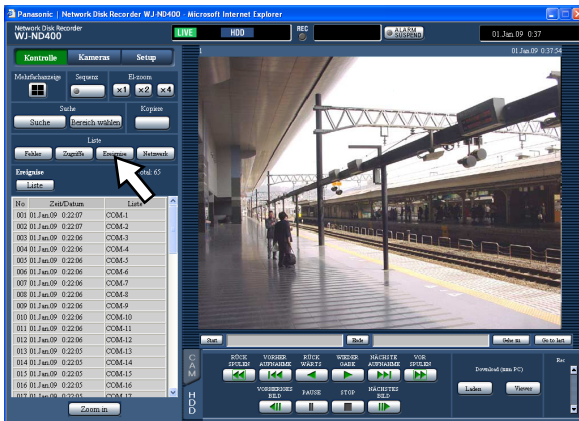 Panasonic | Network Disk Recorder WJ-ND400 - Microsoft Internet Explorer
Network Disk Recorder
WJ-ND400
LIVE HDD REC ALARM SUSPEND 01.Jan.09 0:37
Kontrolle Kameras Setup
1 01.Jan.09 0:37:54
Mehrfachanzeige Sequenz El-zoom
x1 x2 x4
Suche Kopiere
Suche Bereich wählen
Liste
Fehler Zugriffe Ereignise Netzwerk
Ereignise Total: 65
Liste
No Zeit/Datum Liste
001 01.Jan.09 0:22:07 COM-1
002 01.Jan.09 0:22:07 COM-2
003 01.Jan.09 0:22:06 COM-3
004 01.Jan.09 0:22:06 COM-4
005 01.Jan.09 0:22:06 COM-5
006 01.Jan.09 0:22:06 COM-6
007 01.Jan.09 0:22:06 COM-7
008 01.Jan.09 0:22:06 COM-8
009 01.Jan.09 0:22:06 COM-9
010 01.Jan.09 0:22:06 COM-10
011 01.Jan.09 0:22:06 COM-11
012 01.Jan.09 0:22:06 COM-12
013 01.Jan.09 0:22:05 COM-13
014 01.Jan.09 0:22:05 COM-14
015 01.Jan.09 0:22:05 COM-15
016 01.Jan.09 0:22:05 COM-16
017 01.Jan.09 0:22:05 COM-17
Zoom in
Start Ende Gehe zu Go to last
CAM
HDD
RÜCK SPULEN VORHER AUFNAHME RÜCK WÄRTS WIEDER GABE NÄCHSTE AUFNAHME VOR SPULEN
VORHERIGES BILD PAUSE STOP NÄCHSTES BILD
Download (zum PC)
Laden Viewer
Rec